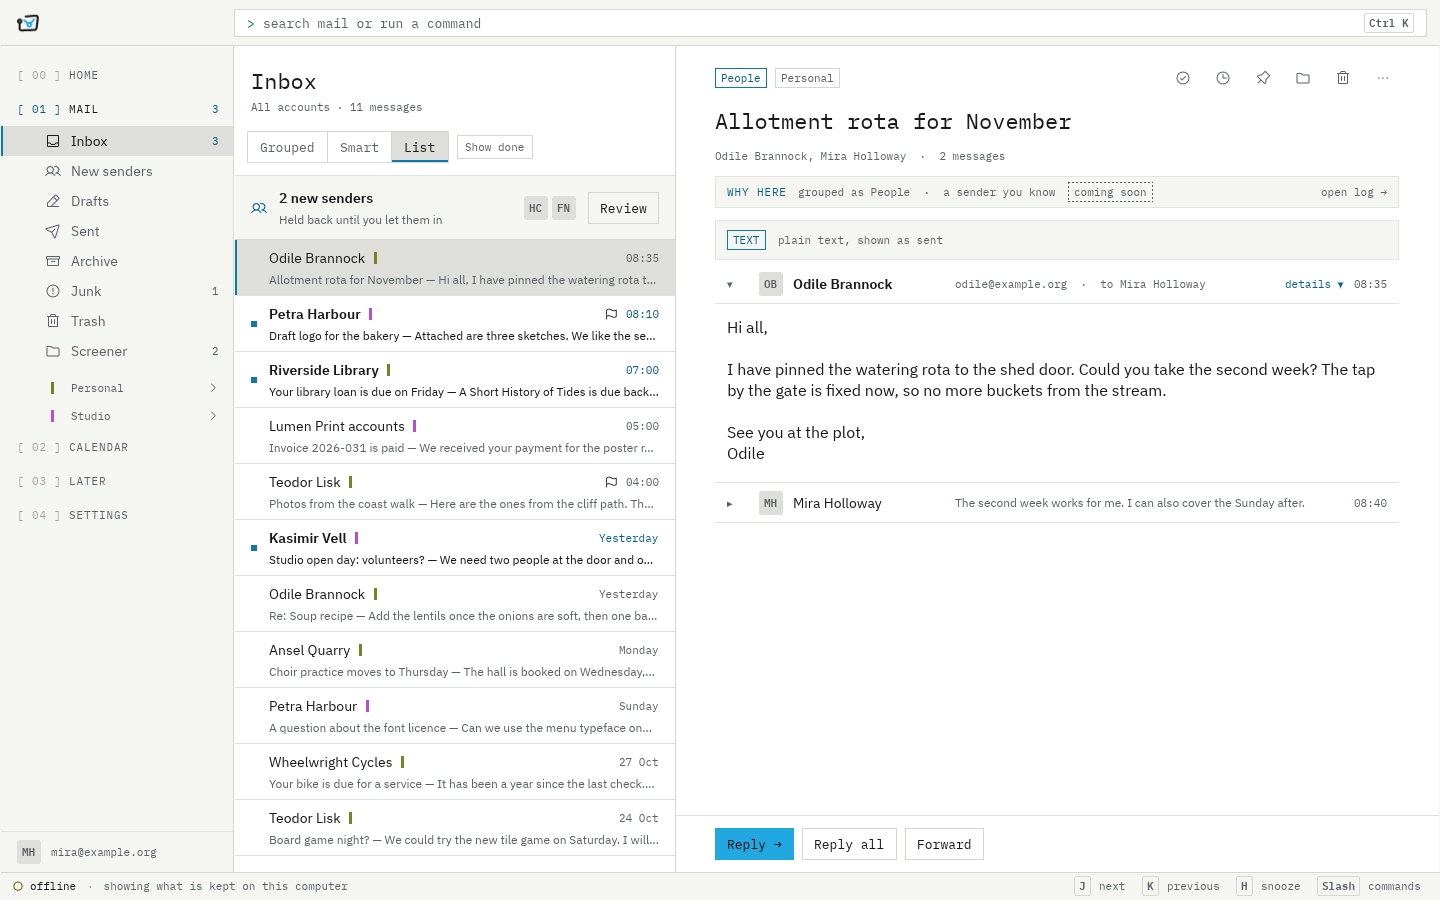 > search mail or run a command
Ctrl K
[ 00 ] HOME
[ 01 ] MAIL 3
Inbox 3
New senders
Drafts
Sent
Archive
Junk 1
Trash
Screener 2
Personal
Studio
[ 02 ] CALENDAR
[ 03 ] LATER
[ 04 ] SETTINGS
MH mira@example.org
Inbox
All accounts · 11 messages
Grouped Smart List Show done
2 new senders
Held back until you let them in
HC FN Review
Odile Brannock 08:35
Allotment rota for November — Hi all, I have pinned the watering rota t...
Petra Harbour 08:10
Draft logo for the bakery — Attached are three sketches. We like the se...
Riverside Library 07:00
Your library loan is due on Friday — A Short History of Tides is due back...
Lumen Print accounts 05:00
Invoice 2026-031 is paid — We received your payment for the poster r...
Teodor Lisk 04:00
Photos from the coast walk — Here are the ones from the cliff path. Th...
Kasimir Vell Yesterday
Studio open day: volunteers? — We need two people at the door and o...
Odile Brannock Yesterday
Re: Soup recipe — Add the lentils once the onions are soft, then one ba...
Ansel Quarry Monday
Choir practice moves to Thursday — The hall is booked on Wednesday,...
Petra Harbour Sunday
A question about the font licence — Can we use the menu typeface on...
Wheelwright Cycles 27 Oct
Your bike is due for a service — It has been a year since the last check....
Teodor Lisk 24 Oct
Board game night? — We could try the new tile game on Saturday. I will...
People Personal
Allotment rota for November
Odile Brannock, Mira Holloway · 2 messages
WHY HERE grouped as People · a sender you know coming soon open log →
TEXT plain text, shown as sent
▾ OB Odile Brannock odile@example.org · to Mira Holloway details ▾ 08:35
Hi all,
I have pinned the watering rota to the shed door. Could you take the second week? The tap
by the gate is fixed now, so no more buckets from the stream.
See you at the plot,
Odile
▸ MH Mira Holloway The second week works for me. I can also cover the Sunday after. 08:40
Reply → Reply all Forward
offline · showing what is kept on this computer
J next K previous H snooze Slash commands